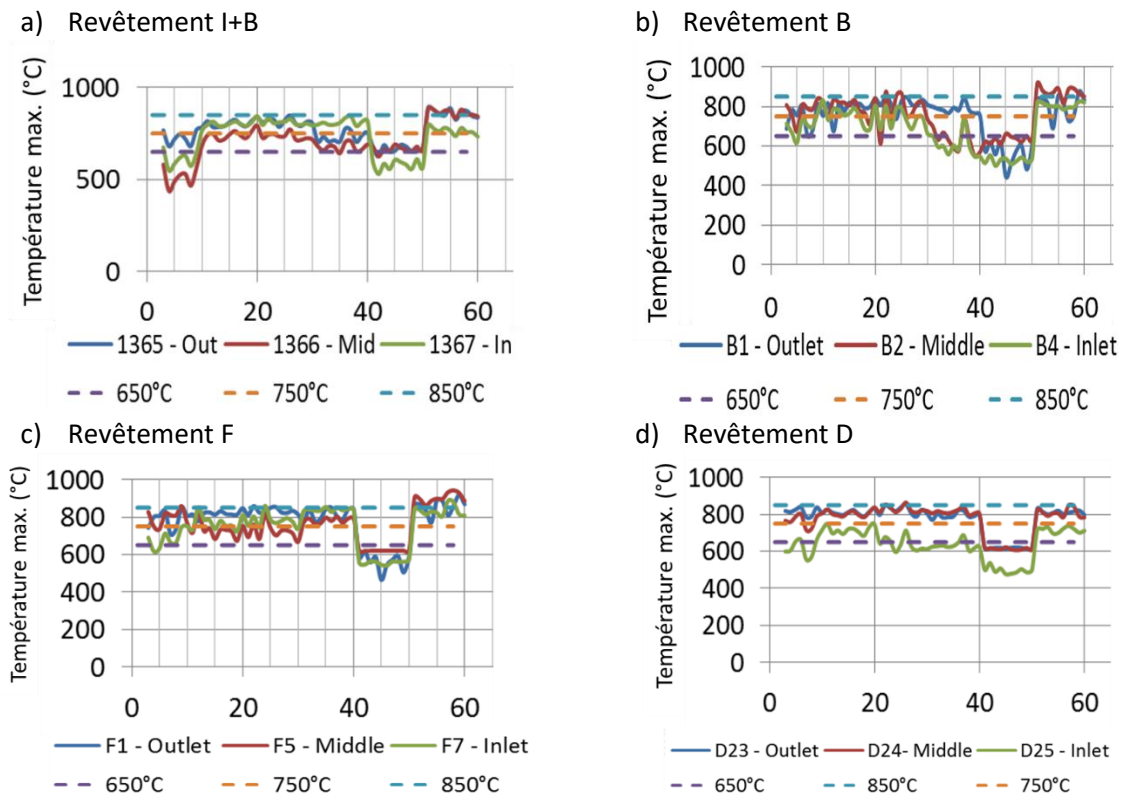 a) Revêtement I+B
Température max. (°C)
1000
500
0
0 20 40 60
1365 - Out 1366 - Mid 1367 - In
650°C 750°C 850°C
b) Revêtement B
Température max. (°C)
1000
800
600
400
200
0
0 20 40 60
B1 - Outlet B2 - Middle B4 - Inlet
650°C 750°C 850°C
c) Revêtement F
Température max. (°C)
1000
800
600
400
200
0
0 20 40 60
F1 - Outlet F5 - Middle F7 - Inlet
650°C 750°C 850°C
d) Revêtement D
Température max. (°C)
1000
800
600
400
200
0
0 20 40 60
D23 - Outlet D24- Middle D25 - Inlet
650°C 850°C 750°C